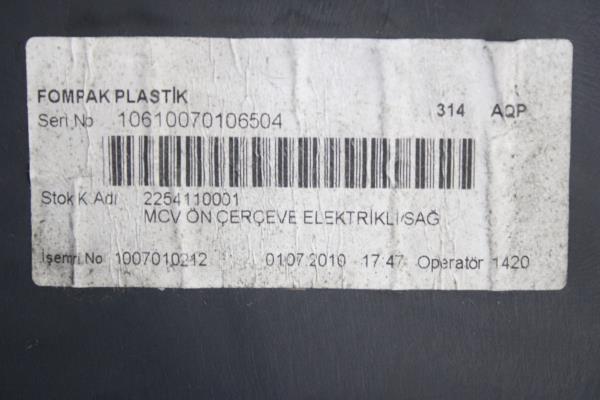 FOMPAK PLASTİK 314 AQP
Seri No 10610070106504
Stok K.Adı 2254110001
MCV ÖN ÇERÇEVE ELEKTRİKLİ/SAĞ
İşemri No 1007010242 01.07.2010 17:47 Operatör 1420